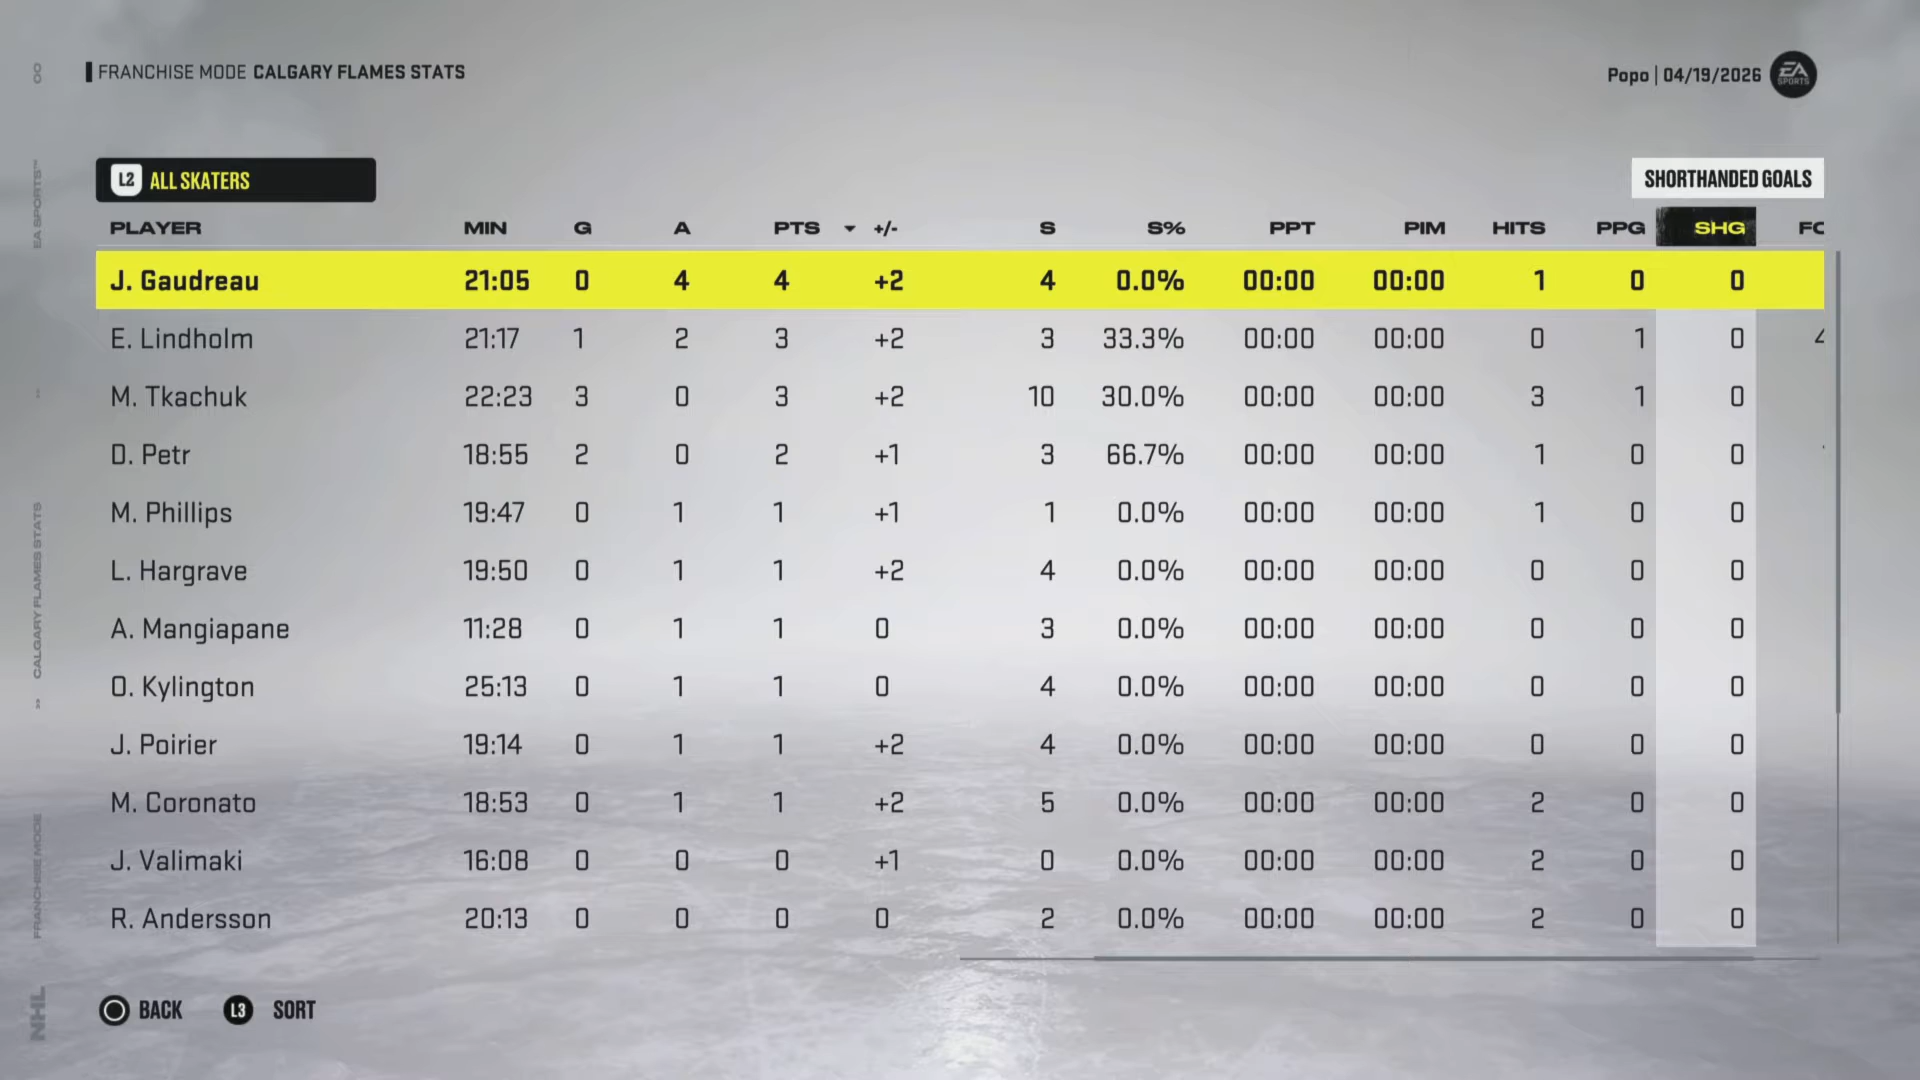 FRANCHISE MODE CALGARY FLAMES STATS
Popo | 04/19/2026 EA SPORTS
L2 ALL SKATERS
SHORTHANDED GOALS
PLAYER MIN G A PTS +/- S S% PPT PIM HITS PPG SHG
J. Gaudreau 21:05 0 4 4 +2 4 0.0% 00:00 00:00 1 0 0
E. Lindholm 21:17 1 2 3 +2 3 33.3% 00:00 00:00 0 1 0
M. Tkachuk 22:23 3 0 3 +2 10 30.0% 00:00 00:00 3 1 0
D. Petr 18:55 2 0 2 +1 3 66.7% 00:00 00:00 1 0 0
M. Phillips 19:47 0 1 1 +1 1 0.0% 00:00 00:00 1 0 0
L. Hargrave 19:50 0 1 1 +2 4 0.0% 00:00 00:00 0 0 0
A. Mangiapane 11:28 0 1 1 0 3 0.0% 00:00 00:00 0 0 0
O. Kylington 25:13 0 1 1 0 4 0.0% 00:00 00:00 0 0 0
J. Poirier 19:14 0 1 1 +2 4 0.0% 00:00 00:00 0 0 0
M. Coronato 18:53 0 1 1 +2 5 0.0% 00:00 00:00 2 0 0
J. Valimaki 16:08 0 0 0 +1 0 0.0% 00:00 00:00 2 0 0
R. Andersson 20:13 0 0 0 0 2 0.0% 00:00 00:00 2 0 0
BACK L3 SORT
NHL FRANCHISE MODE CALGARY FLAMES STATS EA SPORTS™